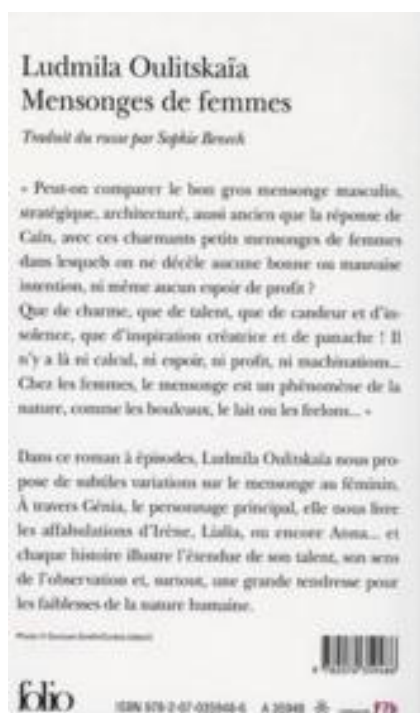 Ludmila Oulitskaïa
Mensonges de femmes
Traduit du russe par Sophie Benech
« Peut-on comparer le bon gros mensonge masculin,
stratégique, architecturé, aussi ancien que la réponse de
Caïn, avec ces charmants petits mensonges de femmes
dans lesquels on ne décèle aucune bonne ou mauvaise
intention, ni même aucun espoir de profit ?
Que de charme, que de talent, que de candeur et d'in-
solence, que d'inspiration créatrice et de panache ! Il
n'y a là ni calcul, ni espoir, ni profit, ni machinations...
Chez les femmes, le mensonge est un phénomène de la
nature, comme les bouleaux, le lait ou les frelons... »
Dans ce roman à épisodes, Ludmila Oulitskaïa nous pro-
pose de subtiles variations sur le mensonge au féminin.
À travers Génia, le personnage principal, elle nous livre
les affabulations d'Irène, Lialia, ou encore Anna... et
chaque histoire illustre l'étendue de son talent, son sens
de l'observation et, surtout, une grande tendresse pour
les faiblesses de la nature humaine.
folio
ISBN 978-2-07-035948-6 A 35948